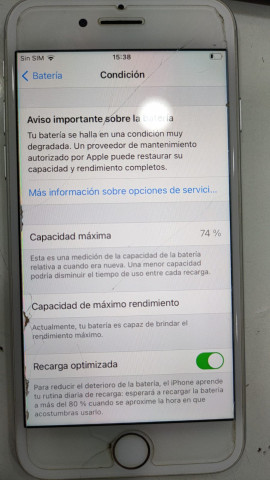 Sin SIM 15:38
Batería Condición
Aviso importante sobre la batería
Tu batería se halla en una condición muy
degradada. Un proveedor de mantenimiento
autorizado por Apple puede restaurar su
capacidad y rendimiento completos.
Más información sobre opciones de servici...
Capacidad máxima 74 %
Esta es una medición de la capacidad de la batería
relativa a cuando era nueva. Una menor capacidad
podría disminuir el tiempo de uso entre cada recarga.
Capacidad de máximo rendimiento
Actualmente, tu batería es capaz de brindar el
rendimiento máximo.
Recarga optimizada
Para reducir el deterioro de la batería, el iPhone aprende
tu rutina diaria de recarga: esperará a recargar la batería
a más del 80 % cuando se aproxime la hora en que
acostumbras usarlo.